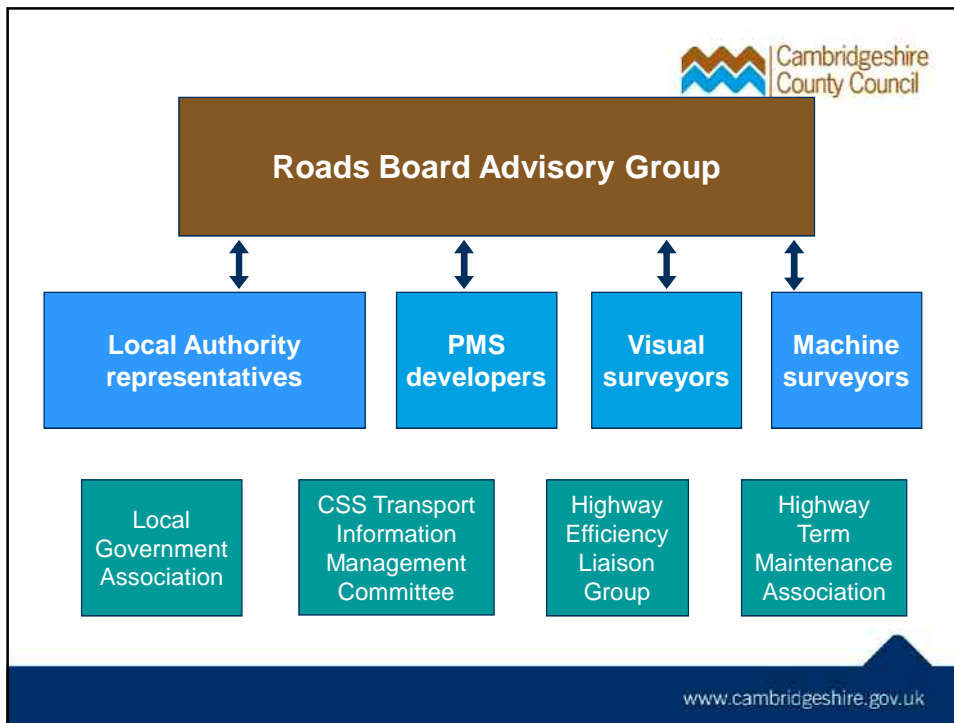 Cambridgeshire
County Council
Roads Board Advisory Group
Local Authority
representatives
PMS
developers
Visual
surveyors
Machine
surveyors
Local
Government
Association
CSS Transport
Information
Management
Committee
Highway
Efficiency
Liaison
Group
Highway
Term
Maintenance
Association
www.cambridgeshire.gov.uk